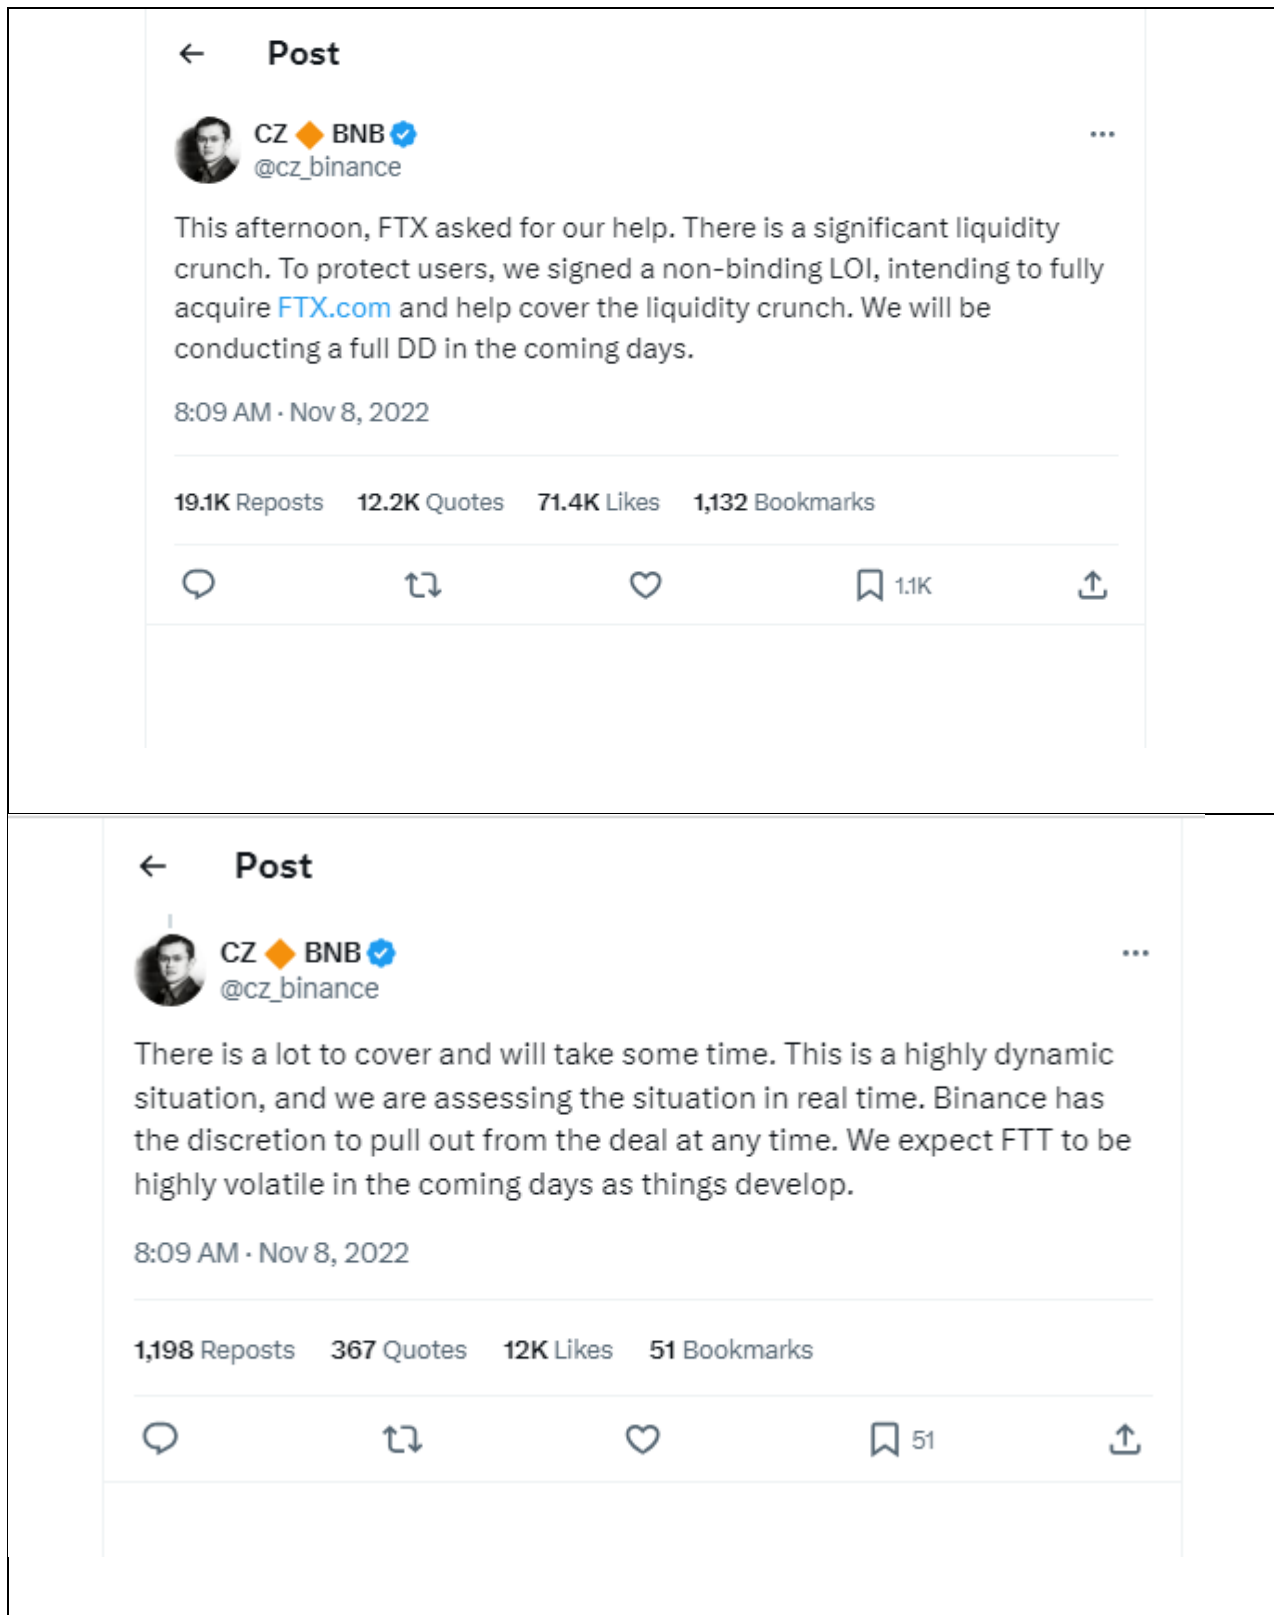 Post
CZ 🔶 BNB
@cz_binance
This afternoon, FTX asked for our help. There is a significant liquidity
crunch. To protect users, we signed a non-binding LOI, intending to fully
acquire FTX.com and help cover the liquidity crunch. We will be
conducting a full DD in the coming days.
8:09 AM · Nov 8, 2022
19.1K Reposts 12.2K Quotes 71.4K Likes 1,132 Bookmarks
1.1K
Post
CZ 🔶 BNB
@cz_binance
There is a lot to cover and will take some time. This is a highly dynamic
situation, and we are assessing the situation in real time. Binance has
the discretion to pull out from the deal at any time. We expect FTT to be
highly volatile in the coming days as things develop.
8:09 AM · Nov 8, 2022
1,198 Reposts 367 Quotes 12K Likes 51 Bookmarks
51